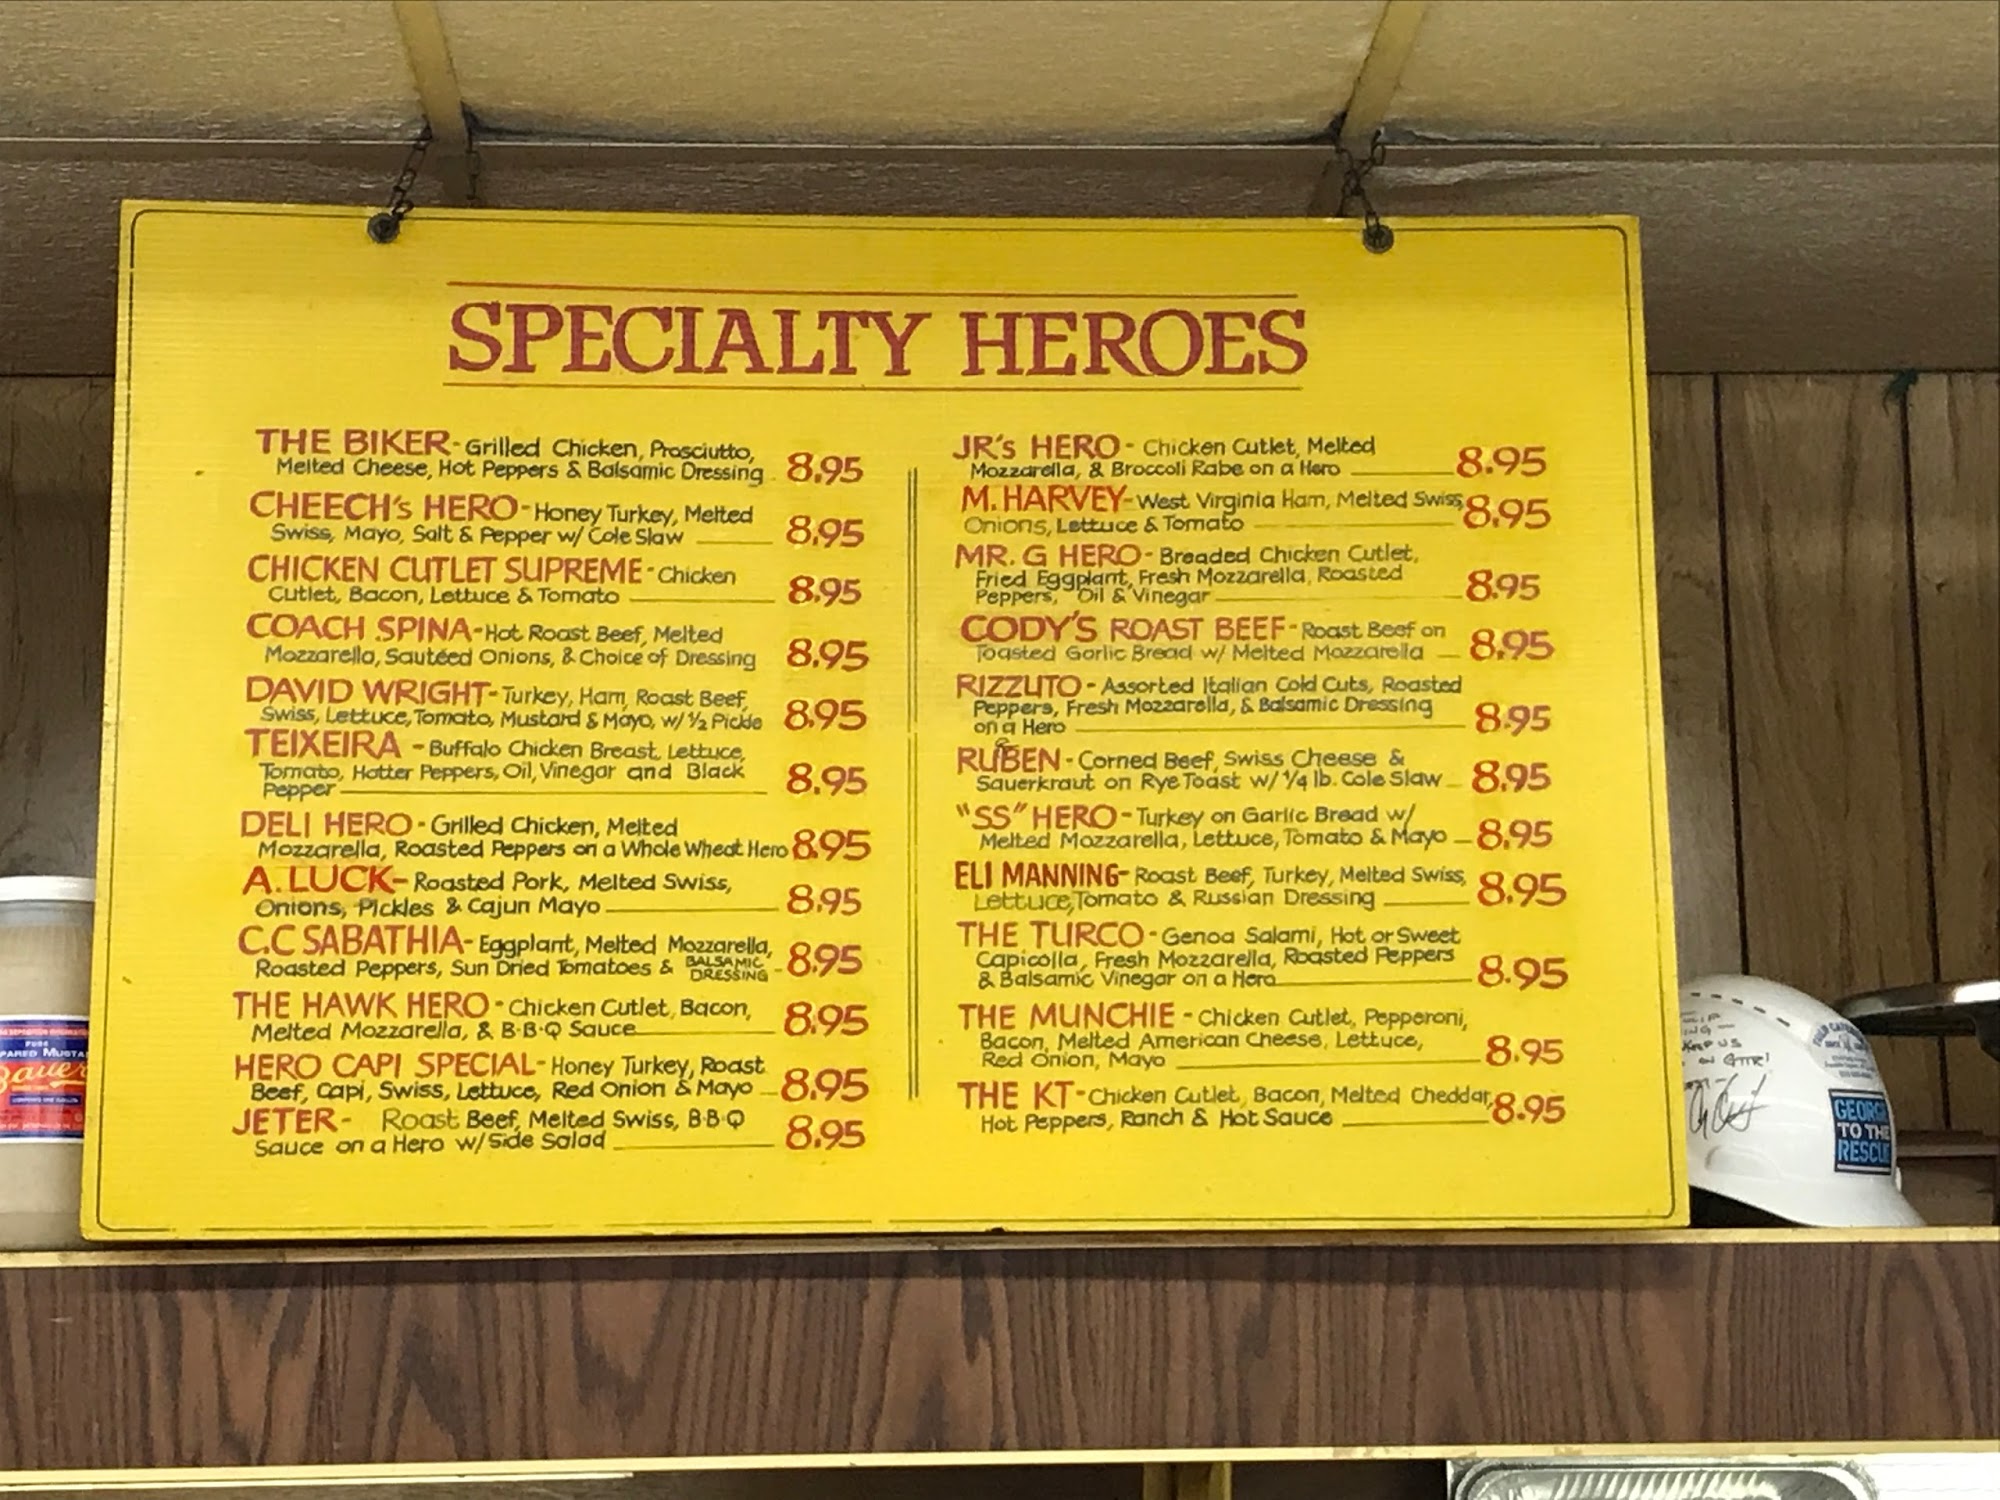 SPECIALTY HEROES
THE BIKER - Grilled Chicken, Prosciutto,
Melted Cheese, Hot Peppers & Balsamic Dressing 8.95
CHEECH'S HERO - Honey Turkey, Melted
Swiss, Mayo, Salt & Pepper w/ Cole Slaw 8.95
CHICKEN CUTLET SUPREME - Chicken
Cutlet, Bacon, Lettuce & Tomato 8.95
COACH SPINA - Hot Roast Beef, Melted
Mozzarella, Sautéed Onions, & Choice of Dressing 8.95
DAVID WRIGHT - Turkey, Ham, Roast Beef,
Swiss, Lettuce, Tomato, Mustard & Mayo, w/ ½ Pickle 8.95
TEIXEIRA - Buffalo Chicken Breast, Lettuce,
Tomato, Hotter Peppers, Oil, Vinegar and Black
Pepper 8.95
DELI HERO - Grilled Chicken, Melted
Mozzarella, Roasted Peppers on a Whole Wheat Hero 8.95
A. LUCK - Roasted Pork, Melted Swiss,
Onions, Pickles & Cajun Mayo 8.95
C.C SABATHIA - Eggplant, Melted Mozzarella,
Roasted Peppers, Sun Dried Tomatoes & BALSAMIC DRESSING - 8.95
THE HAWK HERO - Chicken Cutlet, Bacon,
Melted Mozzarella, & B·B·Q Sauce 8.95
HERO CAPI SPECIAL - Honey Turkey, Roast
Beef, Capi, Swiss, Lettuce, Red Onion & Mayo 8.95
JETER - Roast Beef, Melted Swiss, B·B·Q
Sauce on a Hero w/ Side Salad 8.95
JR's HERO - Chicken Cutlet, Melted
Mozzarella, & Broccoli Rabe on a Hero 8.95
M. HARVEY - West Virginia Ham, Melted Swiss,
Onions, Lettuce & Tomato 8.95
MR. G HERO - Breaded Chicken Cutlet,
Fried Eggplant, Fresh Mozzarella, Roasted
Peppers, Oil & Vinegar 8.95
CODY'S ROAST BEEF - Roast Beef on
Toasted Garlic Bread w/ Melted Mozzarella 8.95
RIZZUTO - Assorted Italian Cold Cuts, Roasted
Peppers, Fresh Mozzarella, & Balsamic Dressing
on a Hero 8.95
RUBEN - Corned Beef, Swiss Cheese &
Sauerkraut on Rye Toast w/ ¼ lb. Cole Slaw 8.95
"SS" HERO - Turkey on Garlic Bread w/
Melted Mozzarella, Lettuce, Tomato & Mayo 8.95
ELI MANNING - Roast Beef, Turkey, Melted Swiss,
Lettuce, Tomato & Russian Dressing 8.95
THE TURCO - Genoa Salami, Hot or Sweet
Capicolla, Fresh Mozzarella, Roasted Peppers
& Balsamic Vinegar on a Hero 8.95
THE MUNCHIE - Chicken Cutlet, Pepperoni,
Bacon, Melted American Cheese, Lettuce,
Red Onion, Mayo 8.95
THE KT - Chicken Cutlet, Bacon, Melted Cheddar,
Hot Peppers, Ranch & Hot Sauce 8.95
PURE
PARED MUSTA
Bauer
GEORGE
TO THE
RESCUE